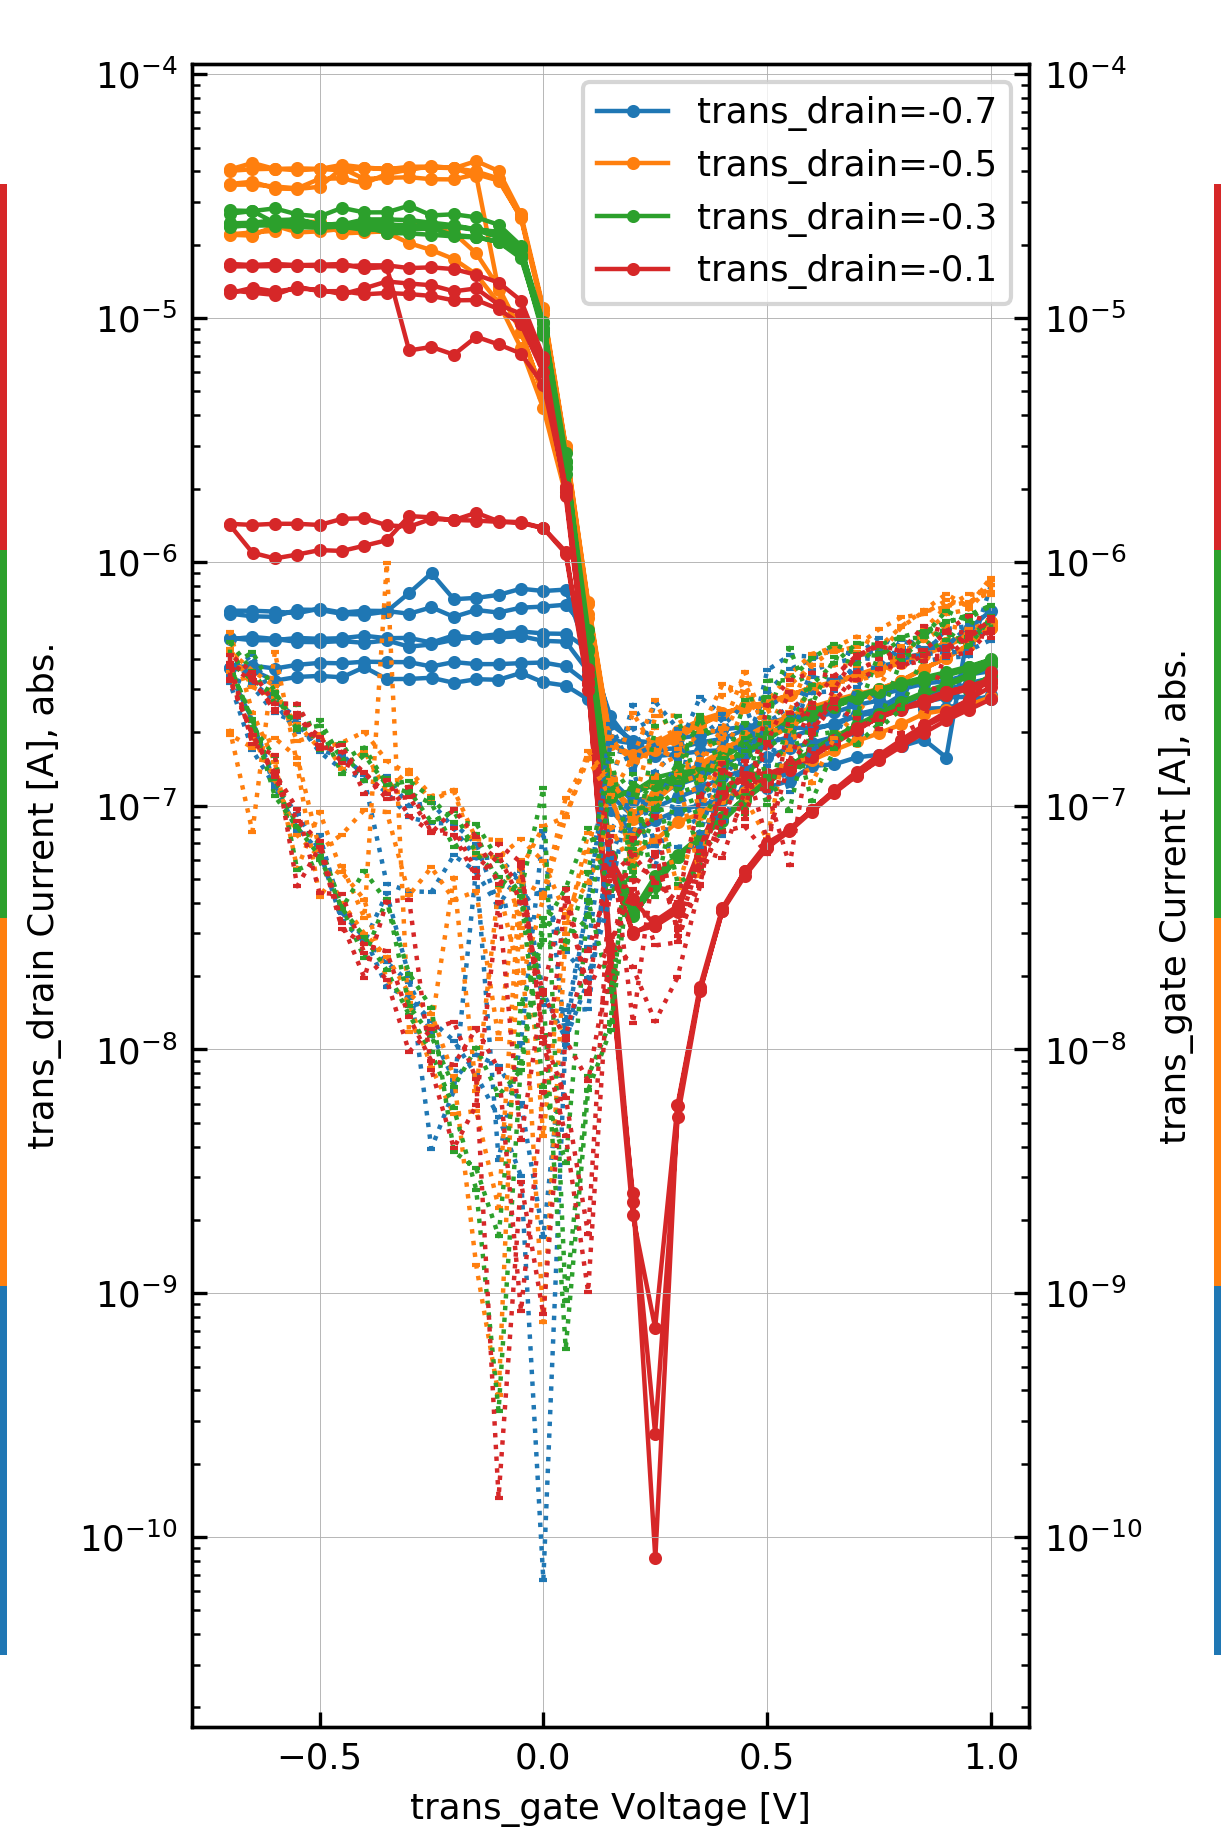 10⁻⁴
10⁻⁵
10⁻⁶
10⁻⁷
10⁻⁸
10⁻⁹
10⁻¹⁰
trans_drain Current [A], abs.
trans_drain=-0.7
trans_drain=-0.5
trans_drain=-0.3
trans_drain=-0.1
10⁻⁴
10⁻⁵
10⁻⁶
10⁻⁷
10⁻⁸
10⁻⁹
10⁻¹⁰
trans_gate Current [A], abs.
−0.5 0.0 0.5 1.0
trans_gate Voltage [V]